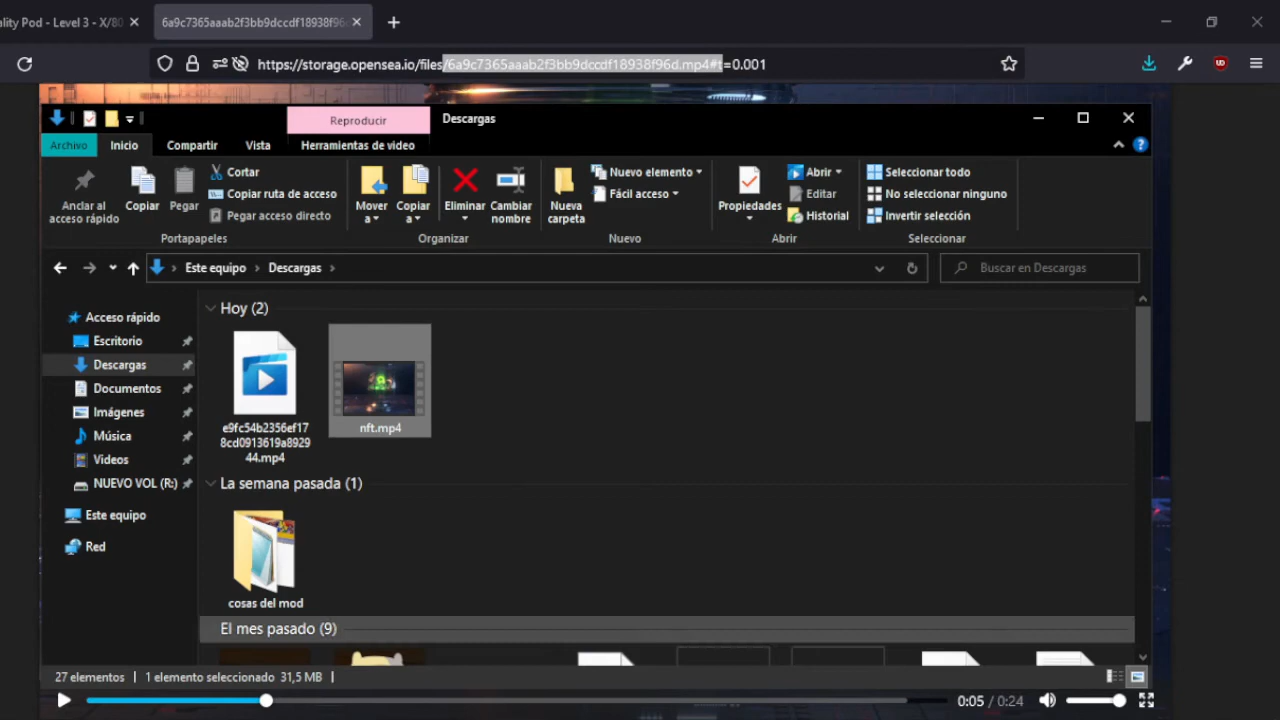 ality Pod - Level 3 - X/80
6a9c7365aaab2f3bb9dccdf18938f96
https://storage.opensea.io/files/6a9c7365aaab2f3bb9dccdf18938f96d.mp4#t=0.001
Reproducir
Descargas
Archivo
Inicio
Compartir
Vista
Herramientas de video
Anclar al
acceso rápido
Copiar
Pegar
Cortar
Copiar ruta de acceso
Pegar acceso directo
Portapapeles
Mover
a
Copiar
a
Eliminar
Cambiar
nombre
Organizar
Nueva
carpeta
Nuevo elemento
Fácil acceso
Nuevo
Propiedades
Abrir
Editar
Historial
Abrir
Seleccionar todo
No seleccionar ninguno
Invertir selección
Seleccionar
Este equipo
Descargas
Buscar en Descargas
Acceso rápido
Escritorio
Descargas
Documentos
Imágenes
Música
Videos
NUEVO VOL (R:)
Este equipo
Red
Hoy (2)
e9fc54b2356ef17
8cd0913619a8929
44.mp4
nft.mp4
La semana pasada (1)
cosas del mod
El mes pasado (9)
27 elementos
1 elemento seleccionado 31,5 MB
0:05 / 0:24